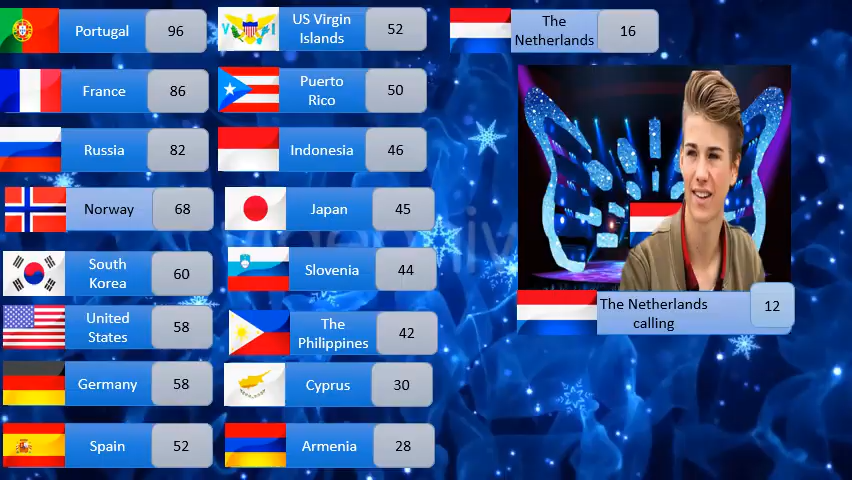 Portugal 96
France 86
Russia 82
Norway 68
South
Korea 60
United
States 58
Germany 58
Spain 52
US Virgin
Islands 52
Puerto
Rico 50
Indonesia 46
Japan 45
Slovenia 44
The
Philippines 42
Cyprus 30
Armenia 28
The
Netherlands 16
The Netherlands
calling 12